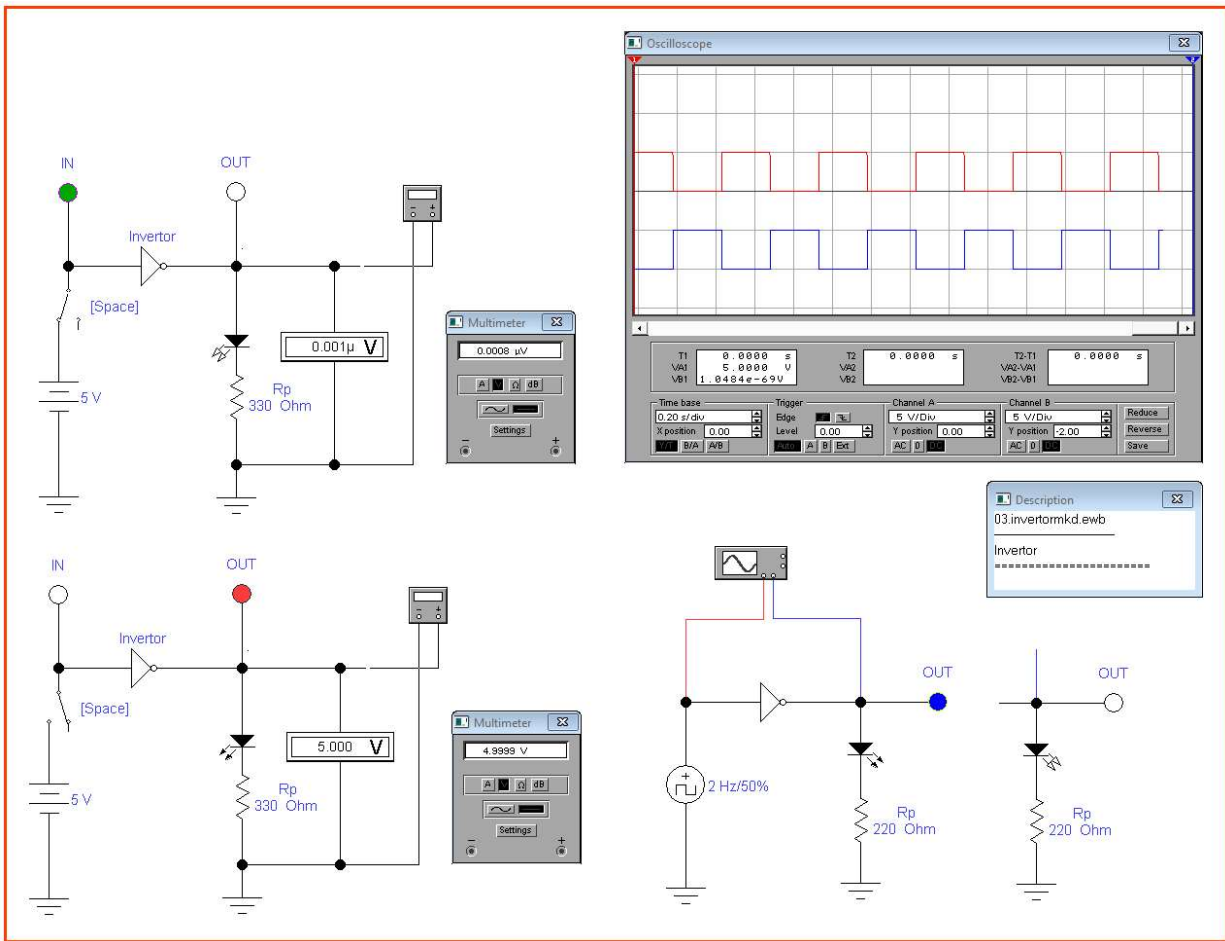 IN
OUT
Invertor
[Space]
5 V
Rp
330 Ohm
0.001µ V
Multimeter
0.0008 µV
A V Ω dB
Settings
− +
Oscilloscope
1 2
T1 0.0000 s T2 0.0000 s T2-T1 0.0000 s
VA1 5.0000 V VA2 VA2-VA1
VB1 1.0484e-69V VB2 VB2-VB1
Time base Trigger Channel A Channel B
0.20 s/div Edge 5 V/Div 5 V/Div Reduce
X position 0.00 Level 0.00 Y position 0.00 Y position -2.00 Reverse
Y/T B/A A/B Auto A B Ext AC 0 DC AC 0 DC Save
Description
03.invertormkd.ewb
Invertor
IN
OUT
Invertor
[Space]
5 V
Rp
330 Ohm
5.000 V
Multimeter
4.9999 V
A V Ω dB
Settings
− +
OUT
2 Hz/50%
Rp
220 Ohm
OUT
Rp
220 Ohm